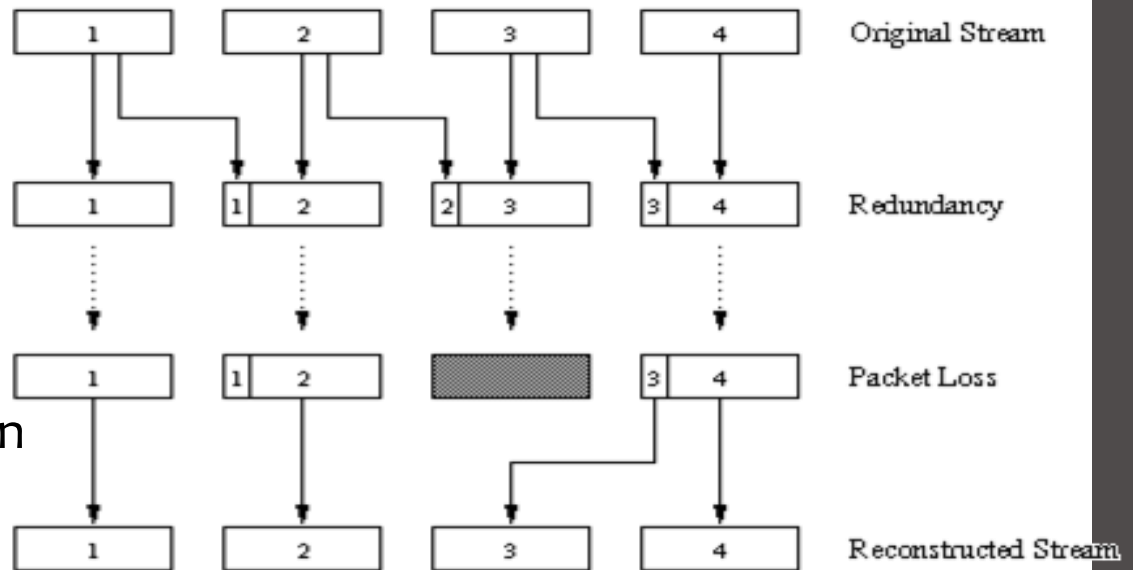 1 2 3 4 Original Stream
1 1 2 2 3 3 4 Redundancy
1 1 2 3 4 Packet Loss
n
1 2 3 4 Reconstructed Stream